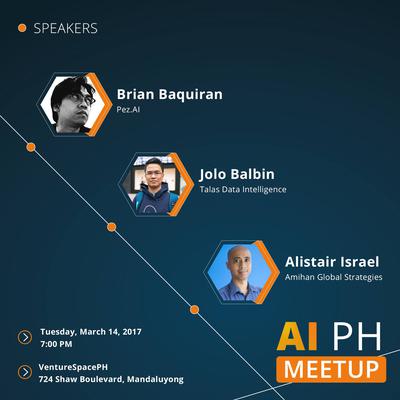 SPEAKERS
Brian Baquiran
Pez.AI
Jolo Balbin
Talas Data Intelligence
Alistair Israel
Amihan Global Strategies
Tuesday, March 14, 2017
7:00 PM
VentureSpacePH
724 Shaw Boulevard, Mandaluyong
AI PH
MEETUP